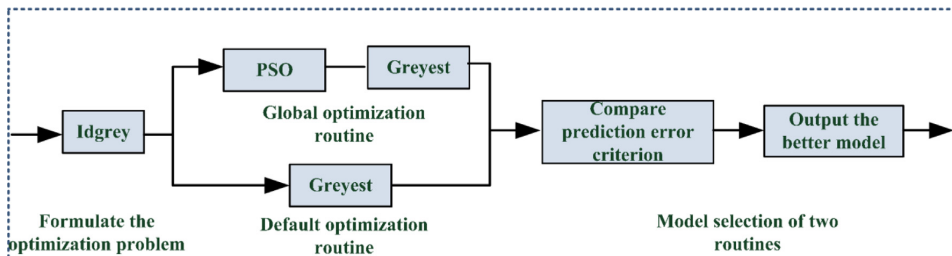 PSO
Greyest
Global optimization
routine
Idgrey
Compare
prediction error
criterion
Output the
better model
Greyest
Default optimization
routine
Formulate the
optimization problem
Model selection of two
routines